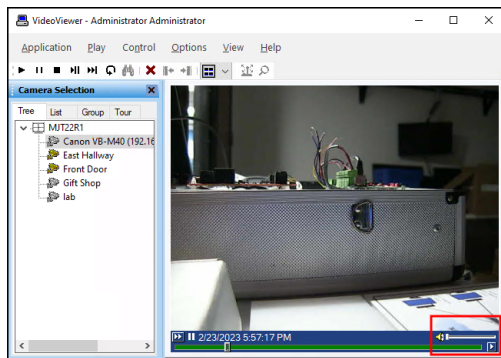 VideoViewer - Administrator Administrator
Application Play Control Options View Help
Camera Selection
Tree List Group Tour
MJT22R1
Canon VB-M40 (192.16
East Hallway
Front Door
Gift Shop
lab
2/23/2023 5:57:17 PM